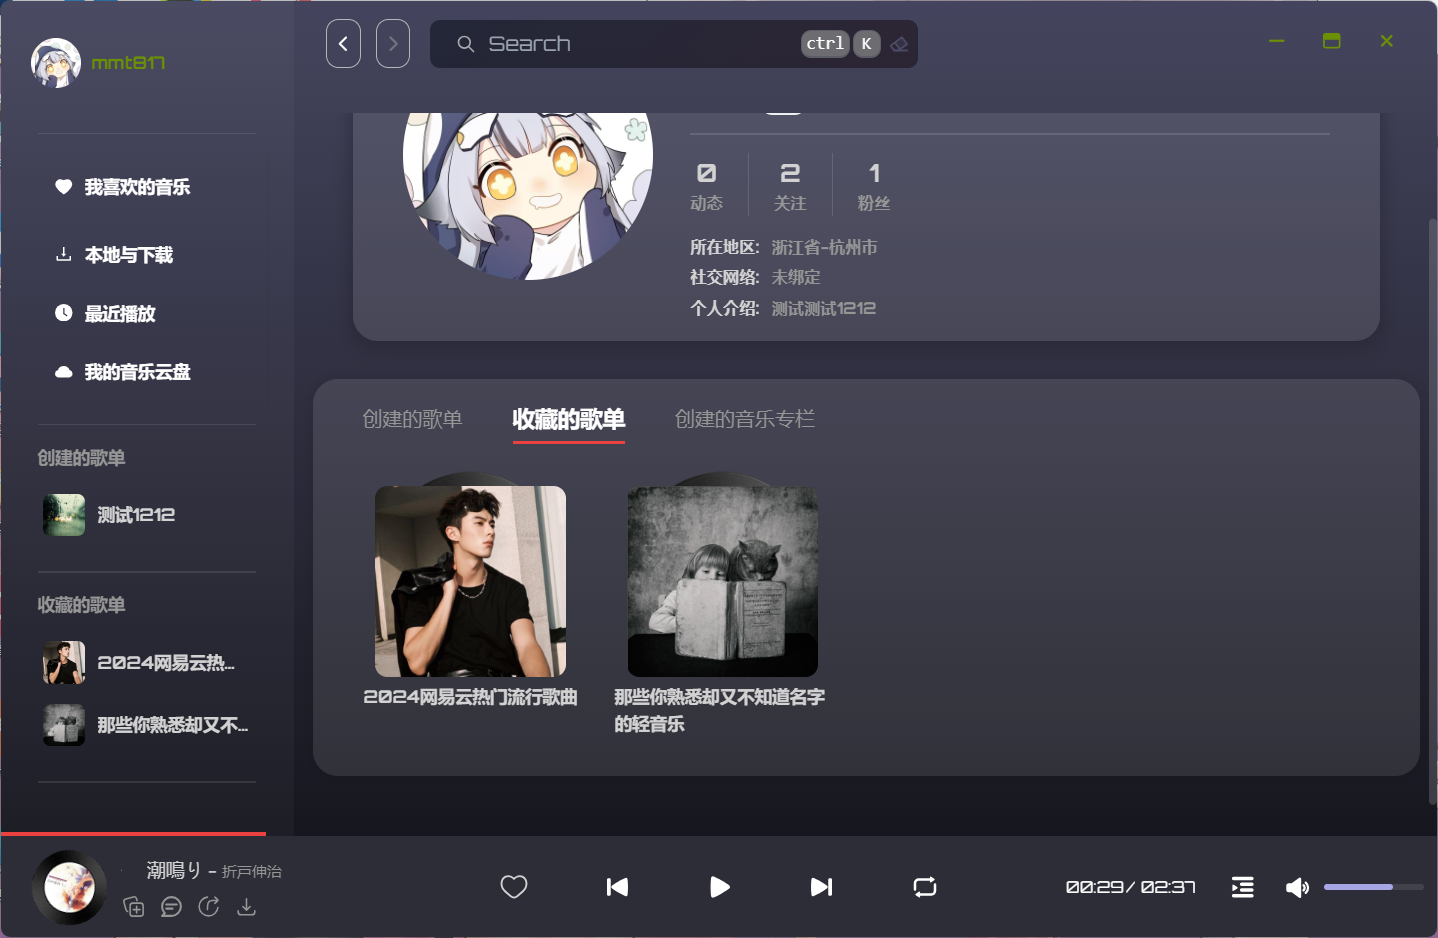 mmt817
Search
ctrl K
我喜欢的音乐
本地与下载
最近播放
我的音乐云盘
创建的歌单
测试1212
收藏的歌单
2024网易云热...
那些你熟悉却又不...
0 2 1
动态 关注 粉丝
所在地区: 浙江省-杭州市
社交网络: 未绑定
个人介绍: 测试测试1212
创建的歌单 收藏的歌单 创建的音乐专栏
2024网易云热门流行歌曲
那些你熟悉却又不知道名字
的轻音乐
潮鳴り - 折戸伸治
00:29 / 02:37